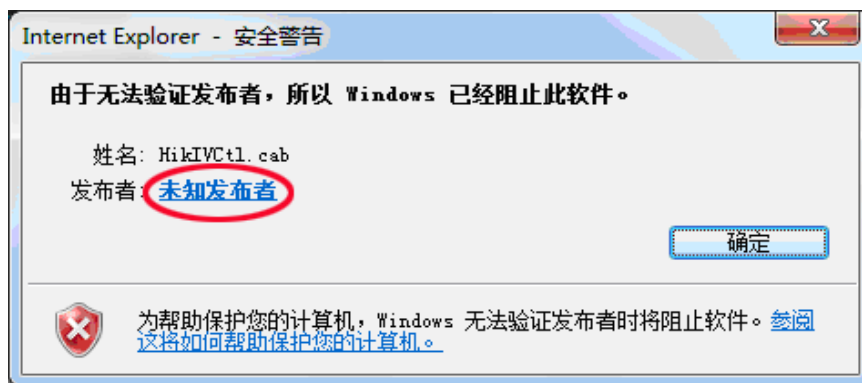 Internet Explorer - 安全警告
由于无法验证发布者，所以 Windows 已经阻止此软件。
姓名: HikIVCtl.cab
发布者: 未知发布者
确定
为帮助保护您的计算机，Windows 无法验证发布者时将阻止软件。参阅
这将如何帮助保护您的计算机。